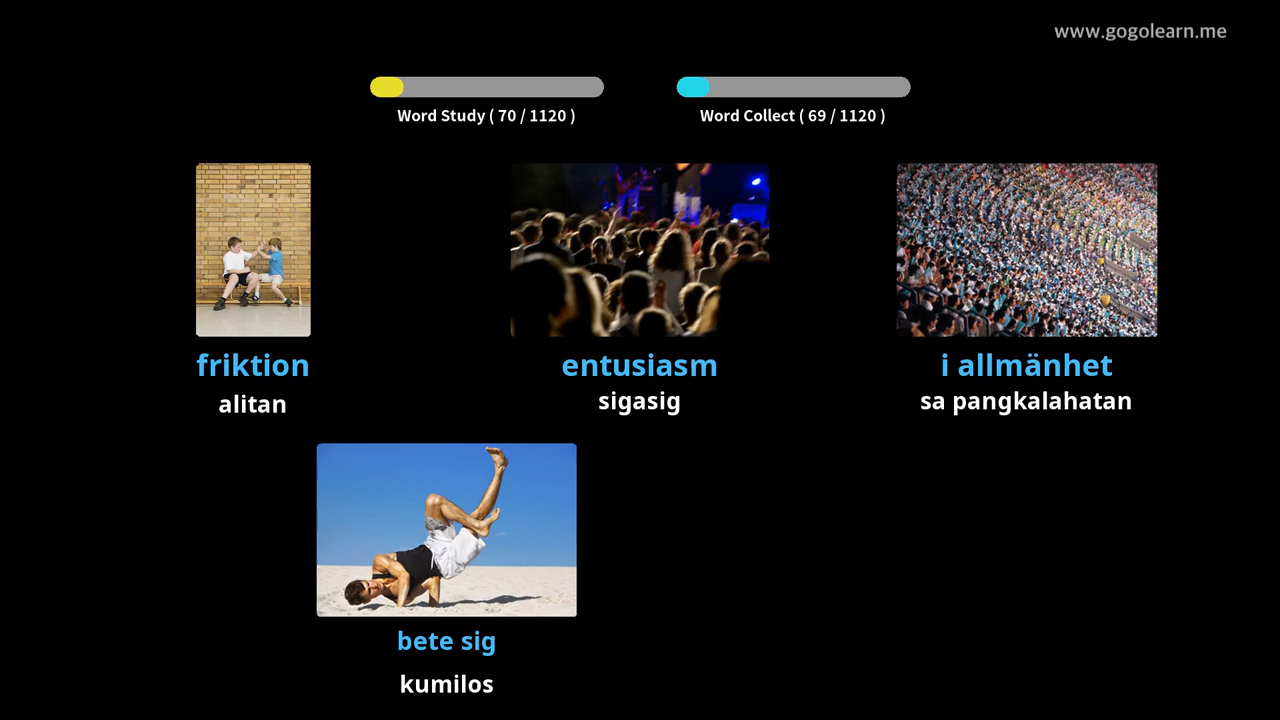 www.gogolearn.me
Word Study ( 70 / 1120 )
Word Collect ( 69 / 1120 )
friktion
alitan
entusiasm
sigasig
i allmänhet
sa pangkalahatan
bete sig
kumilos